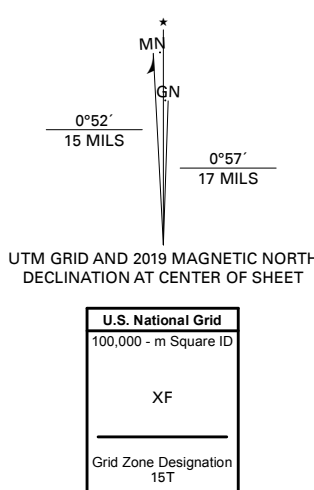 ★
MN
GN
0°52´
15 MILS
0°57´
17 MILS
UTM GRID AND 2019 MAGNETIC NORTH
DECLINATION AT CENTER OF SHEET
U.S. National Grid
100,000 - m Square ID
XF
Grid Zone Designation
15T